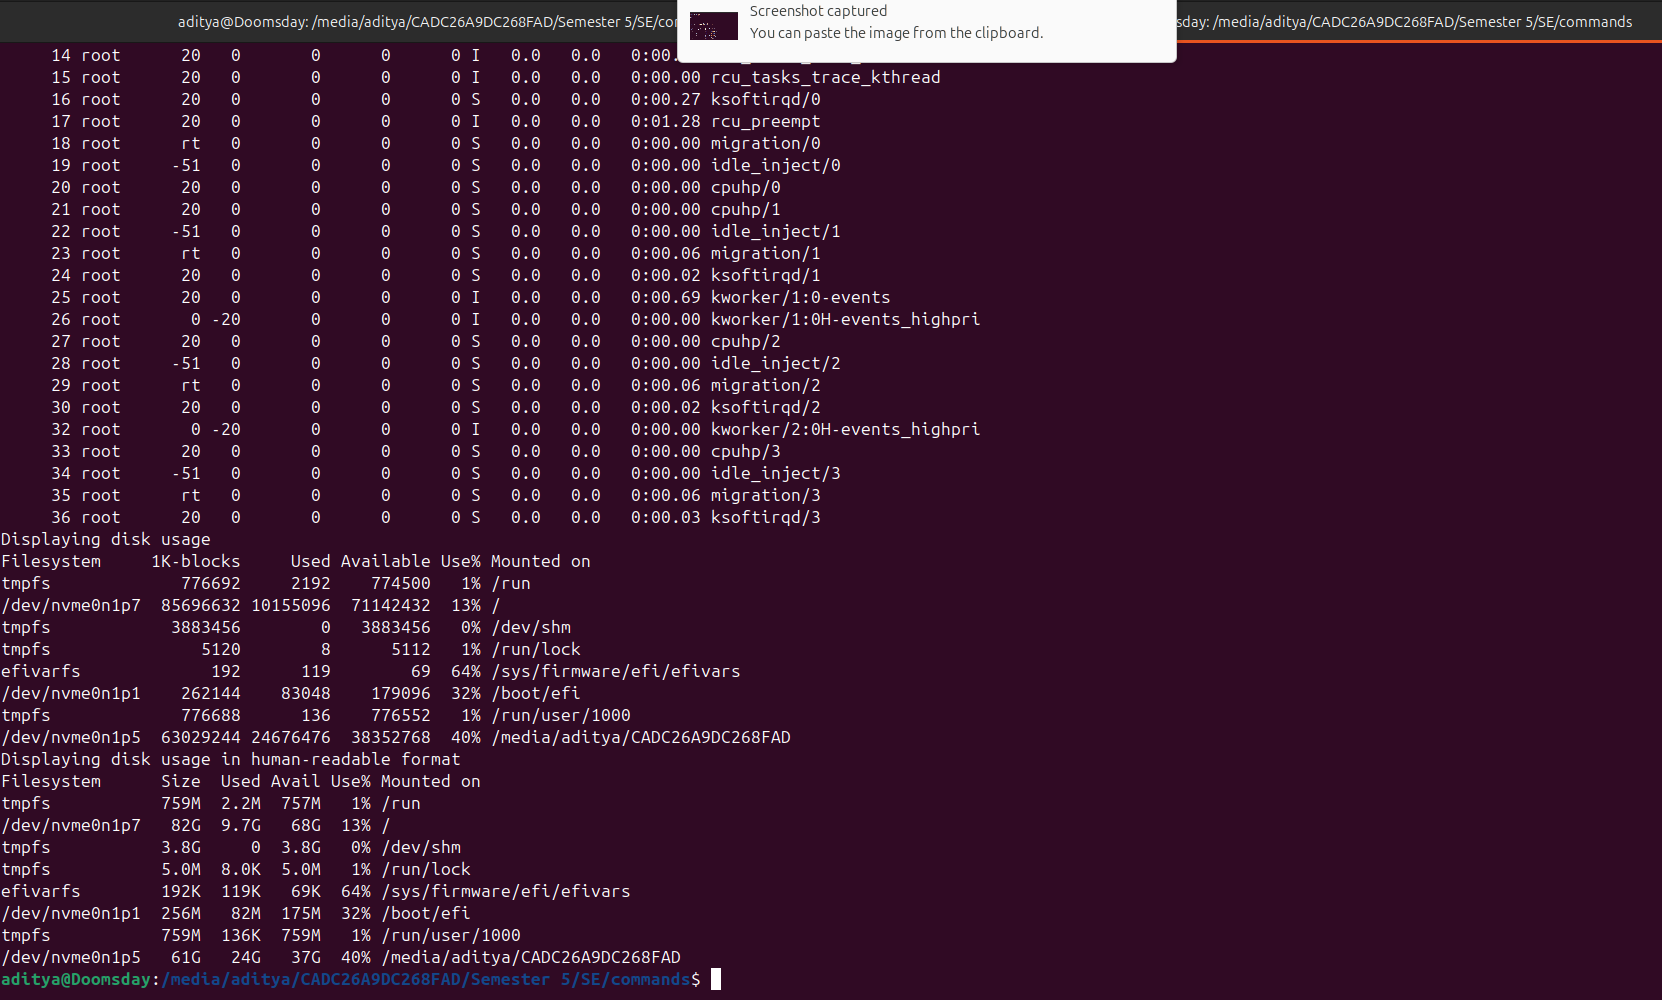 aditya@Doomsday: /media/aditya/CADC26A9DC268FAD/Semester 5/SE/
Screenshot captured
You can paste the image from the clipboard.
/media/aditya/CADC26A9DC268FAD/Semester 5/SE/commands
14 root 20 0 0 0 0 I 0.0 0.0
15 root 20 0 0 0 0 I 0.0 0.0 0:00.00 rcu_tasks_trace_kthread
16 root 20 0 0 0 0 S 0.0 0.0 0:00.27 ksoftirqd/0
17 root 20 0 0 0 0 I 0.0 0.0 0:01.28 rcu_preempt
18 root rt 0 0 0 0 S 0.0 0.0 0:00.00 migration/0
19 root -51 0 0 0 0 S 0.0 0.0 0:00.00 idle_inject/0
20 root 20 0 0 0 0 S 0.0 0.0 0:00.00 cpuhp/0
21 root 20 0 0 0 0 S 0.0 0.0 0:00.00 cpuhp/1
22 root -51 0 0 0 0 S 0.0 0.0 0:00.00 idle_inject/1
23 root rt 0 0 0 0 S 0.0 0.0 0:00.06 migration/1
24 root 20 0 0 0 0 S 0.0 0.0 0:00.02 ksoftirqd/1
25 root 20 0 0 0 0 I 0.0 0.0 0:00.69 kworker/1:0-events
26 root 0 -20 0 0 0 I 0.0 0.0 0:00.00 kworker/1:0H-events_highpri
27 root 20 0 0 0 0 S 0.0 0.0 0:00.00 cpuhp/2
28 root -51 0 0 0 0 S 0.0 0.0 0:00.00 idle_inject/2
29 root rt 0 0 0 0 S 0.0 0.0 0:00.06 migration/2
30 root 20 0 0 0 0 S 0.0 0.0 0:00.02 ksoftirqd/2
32 root 0 -20 0 0 0 I 0.0 0.0 0:00.00 kworker/2:0H-events_highpri
33 root 20 0 0 0 0 S 0.0 0.0 0:00.00 cpuhp/3
34 root -51 0 0 0 0 S 0.0 0.0 0:00.00 idle_inject/3
35 root rt 0 0 0 0 S 0.0 0.0 0:00.06 migration/3
36 root 20 0 0 0 0 S 0.0 0.0 0:00.03 ksoftirqd/3
Displaying disk usage
Filesystem 1K-blocks Used Available Use% Mounted on
tmpfs 776692 2192 774500 1% /run
/dev/nvme0n1p7 85696632 10155096 71142432 13% /
tmpfs 3883456 0 3883456 0% /dev/shm
tmpfs 5120 8 5112 1% /run/lock
efivarfs 192 119 69 64% /sys/firmware/efi/efivars
/dev/nvme0n1p1 262144 83048 179096 32% /boot/efi
tmpfs 776688 136 776552 1% /run/user/1000
/dev/nvme0n1p5 63029244 24676476 38352768 40% /media/aditya/CADC26A9DC268FAD
Displaying disk usage in human-readable format
Filesystem Size Used Avail Use% Mounted on
tmpfs 759M 2.2M 757M 1% /run
/dev/nvme0n1p7 82G 9.7G 68G 13% /
tmpfs 3.8G 0 3.8G 0% /dev/shm
tmpfs 5.0M 8.0K 5.0M 1% /run/lock
efivarfs 192K 119K 69K 64% /sys/firmware/efi/efivars
/dev/nvme0n1p1 256M 82M 175M 32% /boot/efi
tmpfs 759M 136K 759M 1% /run/user/1000
/dev/nvme0n1p5 61G 24G 37G 40% /media/aditya/CADC26A9DC268FAD
aditya@Doomsday:/media/aditya/CADC26A9DC268FAD/Semester 5/SE/commands$